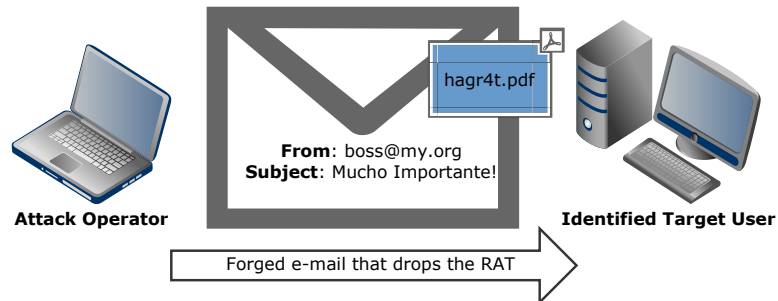 hagr4t.pdf
From: boss@my.org
Subject: Mucho Importante!
Attack Operator
Identified Target User
Forged e-mail that drops the RAT